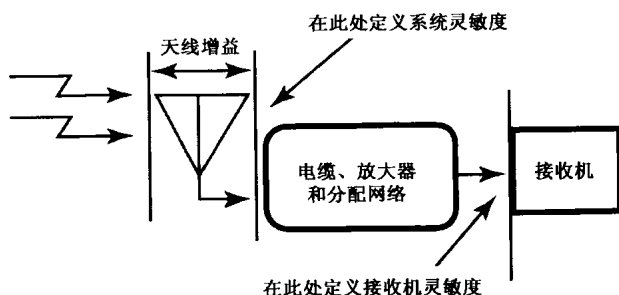 在此处定义系统灵敏度
天线增益
电缆、放大器
和分配网络
接收机
在此处定义接收机灵敏度